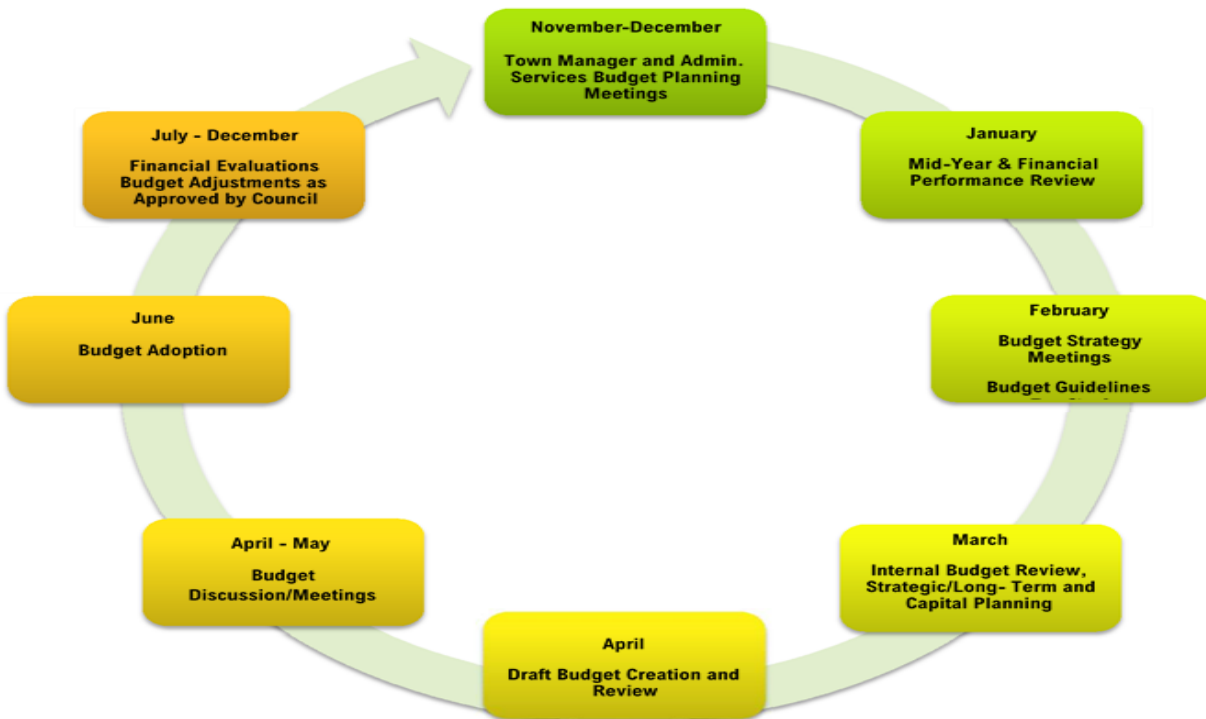 November-December
Town Manager and Admin.
Services Budget Planning
Meetings
January
Mid-Year & Financial
Performance Review
February
Budget Strategy
Meetings
Budget Guidelines
March
Internal Budget Review,
Strategic/Long- Term and
Capital Planning
April
Draft Budget Creation and
Review
April - May
Budget
Discussion/Meetings
June
Budget Adoption
July - December
Financial Evaluations
Budget Adjustments as
Approved by Council